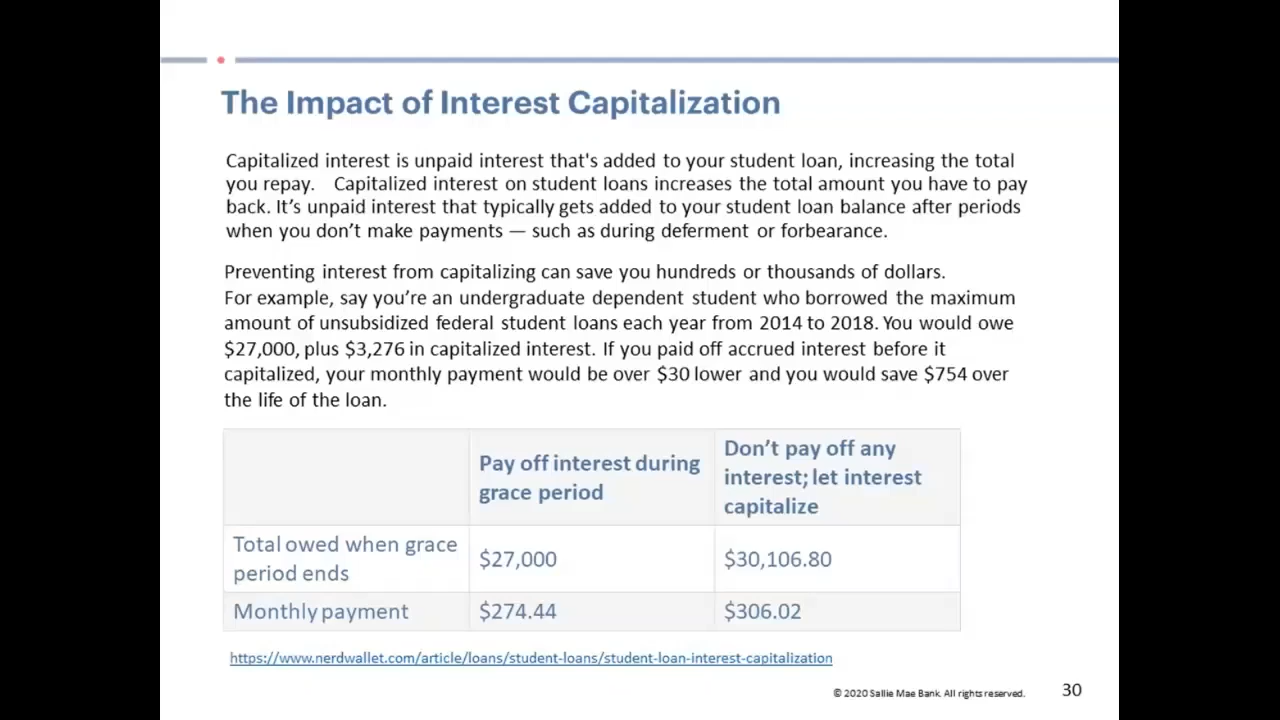 The Impact of Interest Capitalization
Capitalized interest is unpaid interest that's added to your student loan, increasing the total
you repay. Capitalized interest on student loans increases the total amount you have to pay
back. It’s unpaid interest that typically gets added to your student loan balance after periods
when you don’t make payments — such as during deferment or forbearance.
Preventing interest from capitalizing can save you hundreds or thousands of dollars.
For example, say you’re an undergraduate dependent student who borrowed the maximum
amount of unsubsidized federal student loans each year from 2014 to 2018. You would owe
$27,000, plus $3,276 in capitalized interest. If you paid off accrued interest before it
capitalized, your monthly payment would be over $30 lower and you would save $754 over
the life of the loan.
Pay off interest during
grace period
Don’t pay off any
interest; let interest
capitalize
Total owed when grace
period ends
$27,000
$30,106.80
Monthly payment
$274.44
$306.02
https://www.nerdwallet.com/article/loans/student-loans/student-loan-interest-capitalization
© 2020 Sallie Mae Bank. All rights reserved.
30